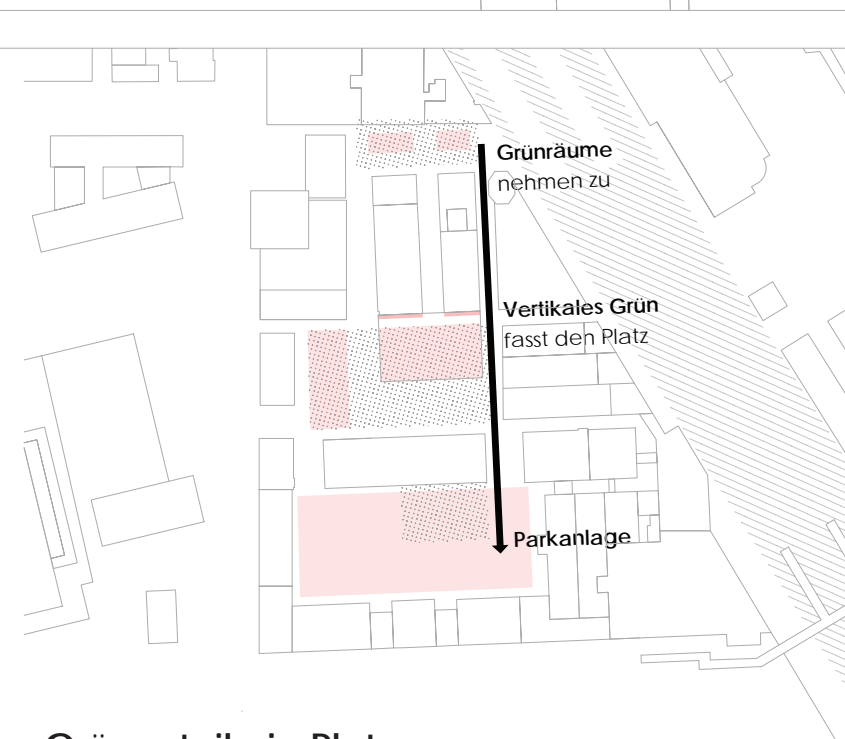 Grünräume
nehmen zu
Vertikales Grün
fasst den Platz
Parkanlage